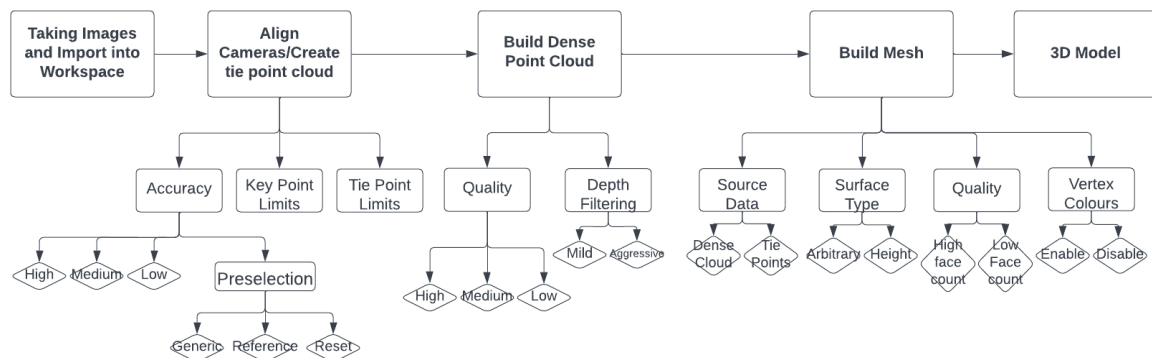 Taking Images
and Import into
Workspace
Align
Cameras/Create
tie point cloud
Build Dense
Point Cloud
Build Mesh
3D Model
Accuracy
Key Point
Limits
Tie Point
Limits
Quality
Depth
Filtering
Source
Data
Surface
Type
Quality
Vertex
Colours
High
Medium
Low
Preselection
Generic
Reference
Reset
High
Medium
Low
Mild
Aggressive
Dense
Cloud
Tie
Points
Arbitrary
Height
High
face
count
Low
Face
count
Enable
Disable